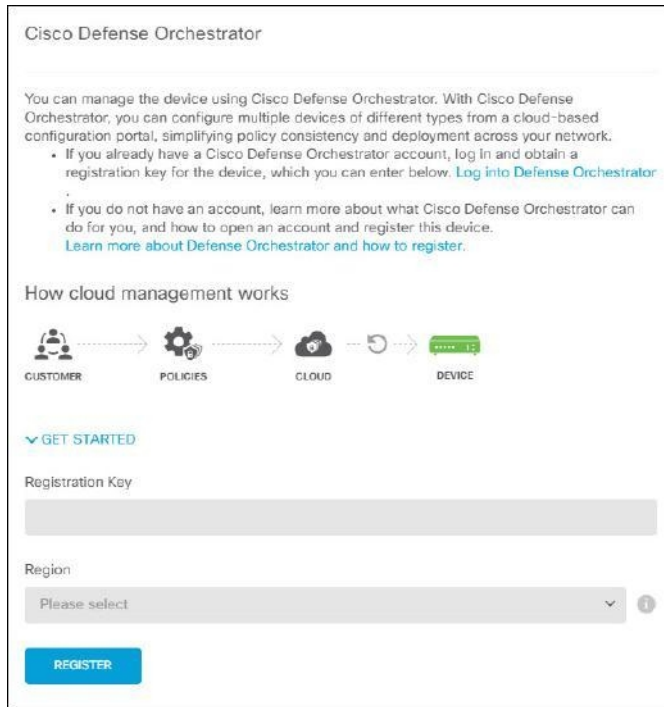 Cisco Defense Orchestrator
You can manage the device using Cisco Defense Orchestrator. With Cisco Defense
Orchestrator, you can configure multiple devices of different types from a cloud-based
configuration portal, simplifying policy consistency and deployment across your network.
• If you already have a Cisco Defense Orchestrator account, log in and obtain a
registration key for the device, which you can enter below. Log into Defense Orchestrator
.
• If you do not have an account, learn more about what Cisco Defense Orchestrator can
do for you, and how to open an account and register this device.
Learn more about Defense Orchestrator and how to register.
How cloud management works
CUSTOMER POLICIES CLOUD DEVICE
GET STARTED
Registration Key
Region
Please select
REGISTER